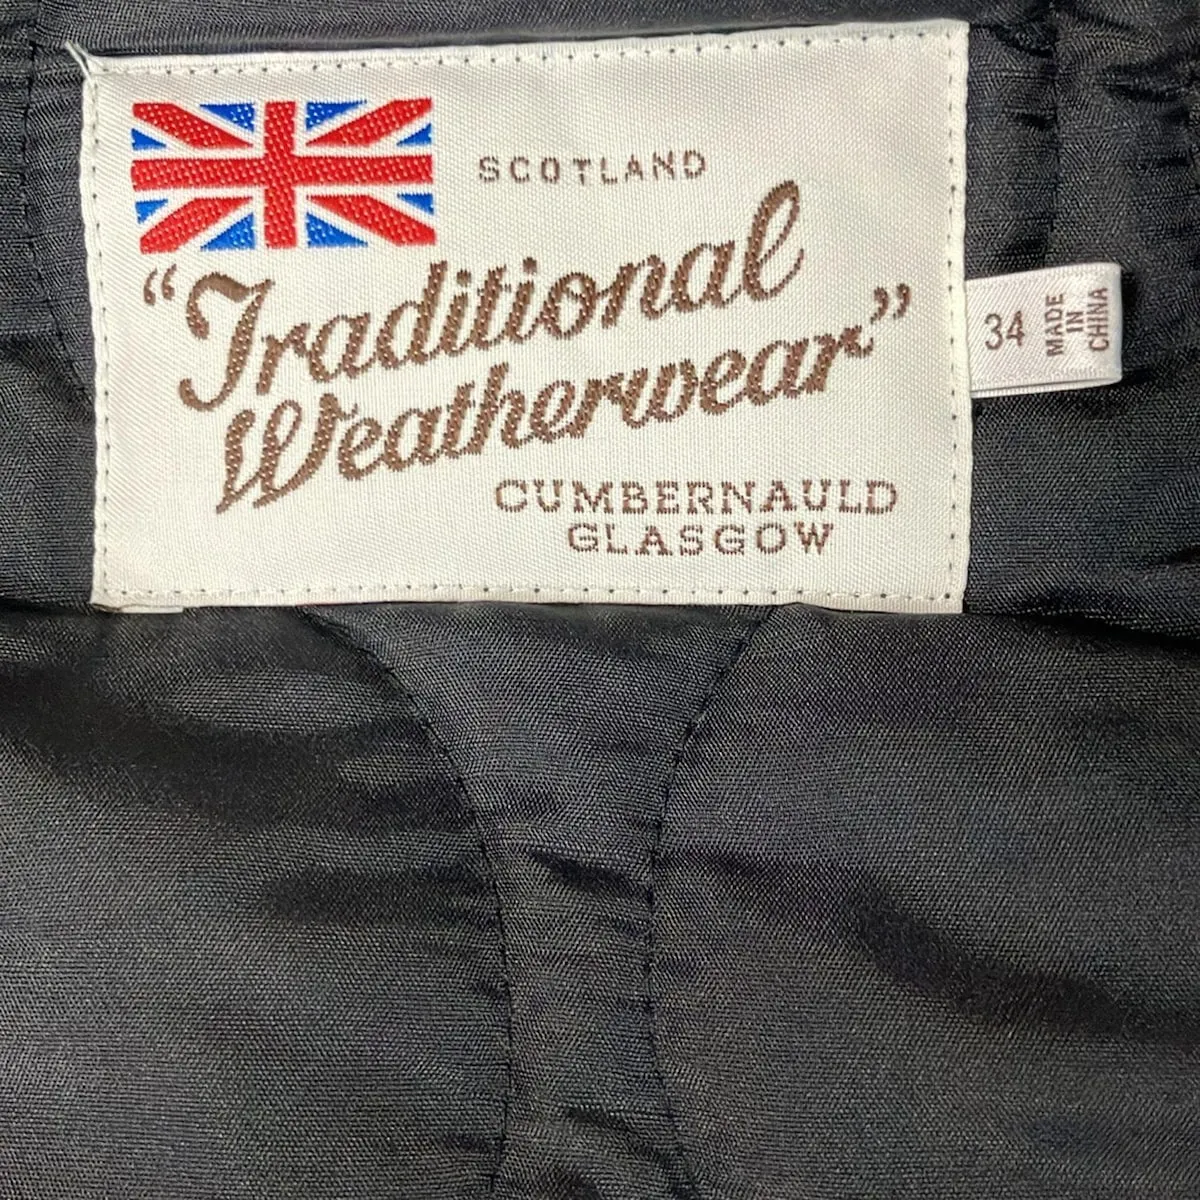 SCOTLAND
"Traditional
Weatherwear"
CUMBERNAULD
GLASGOW
34
MADE
IN
CHINA